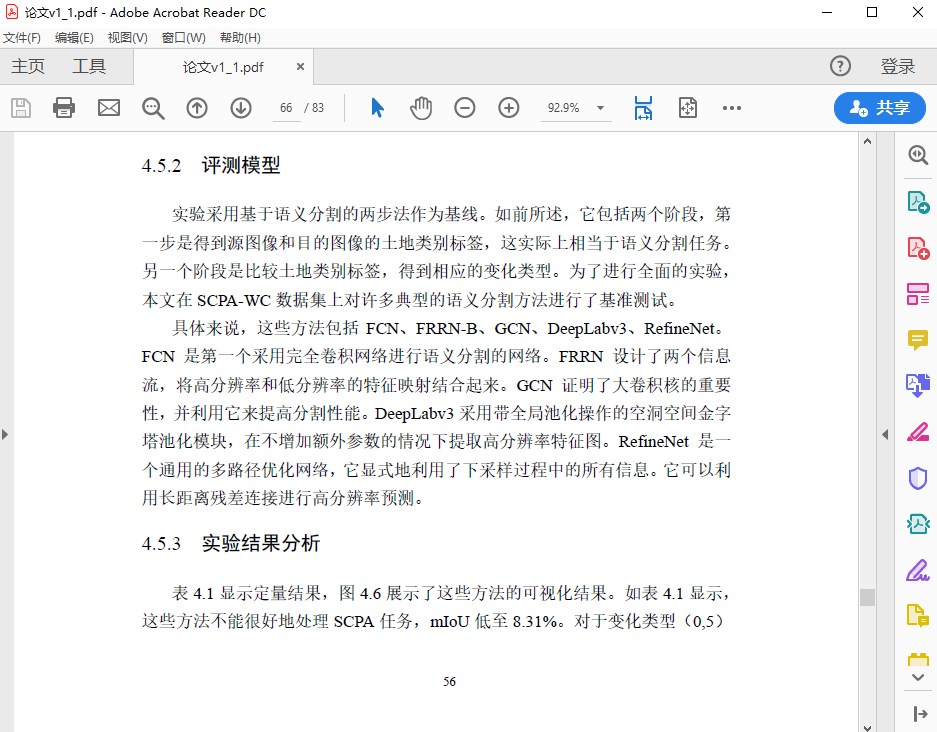 论文v1_1.pdf - Adobe Acrobat Reader DC
文件(F) 编辑(E) 视图(V) 窗口(W) 帮助(H)
主页 工具 论文v1_1.pdf × 登录
66 / 83 92.9% 共享
4.5.2 评测模型
实验采用基于语义分割的两步法作为基线。如前所述，它包括两个阶段，第
一步是得到源图像和目的图像的土地类别标签，这实际上相当于语义分割任务。
另一个阶段是比较土地类别标签，得到相应的变化类型。为了进行全面的实验，
本文在 SCPA-WC 数据集上对许多典型的语义分割方法进行了基准测试。
具体来说，这些方法包括 FCN、FRRN-B、GCN、DeepLabv3、RefineNet。
FCN 是第一个采用完全卷积网络进行语义分割的网络。FRRN 设计了两个信息
流，将高分辨率和低分辨率的特征映射结合起来。GCN 证明了大卷积核的重要
性，并利用它来提高分割性能。DeepLabv3 采用带全局池化操作的空洞空间金字
塔池化模块，在不增加额外参数的情况下提取高分辨率特征图。RefineNet 是一
个通用的多路径优化网络，它显式地利用了下采样过程中的所有信息。它可以利
用长距离残差连接进行高分辨率预测。
4.5.3 实验结果分析
表 4.1 显示定量结果，图 4.6 展示了这些方法的可视化结果。如表 4.1 显示，
这些方法不能很好地处理 SCPA 任务，mIoU 低至 8.31%。对于变化类型（0,5）
56